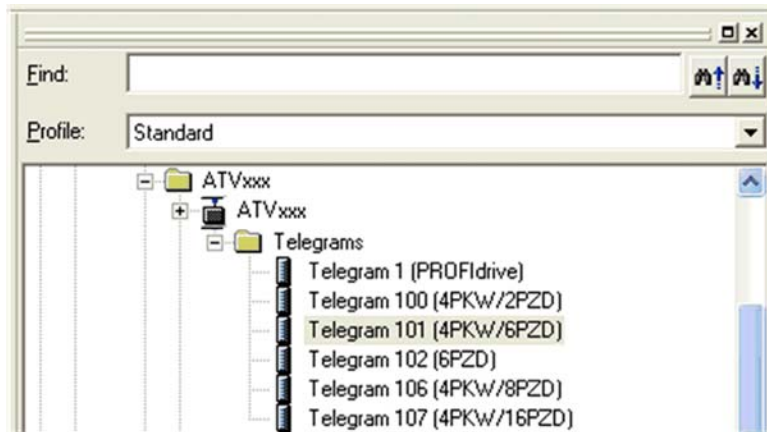 Find:
Profile: Standard
ATVxxx
ATVxxx
Telegrams
Telegram 1 (PROFIdrive)
Telegram 100 (4PKW/2PZD)
Telegram 101 (4PKW/6PZD)
Telegram 102 (6PZD)
Telegram 106 (4PKW/8PZD)
Telegram 107 (4PKW/16PZD)